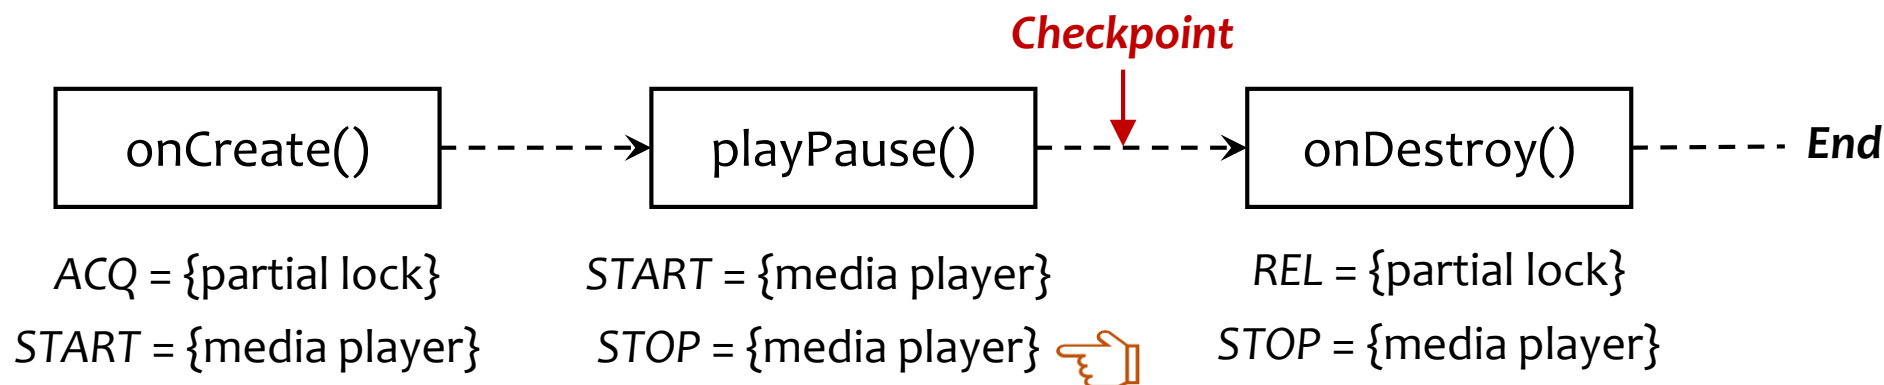 Checkpoint
onCreate()
playPause()
onDestroy()
End
ACQ = {partial lock}
START = {media player}
START = {media player}
STOP = {media player}
REL = {partial lock}
STOP = {media player}